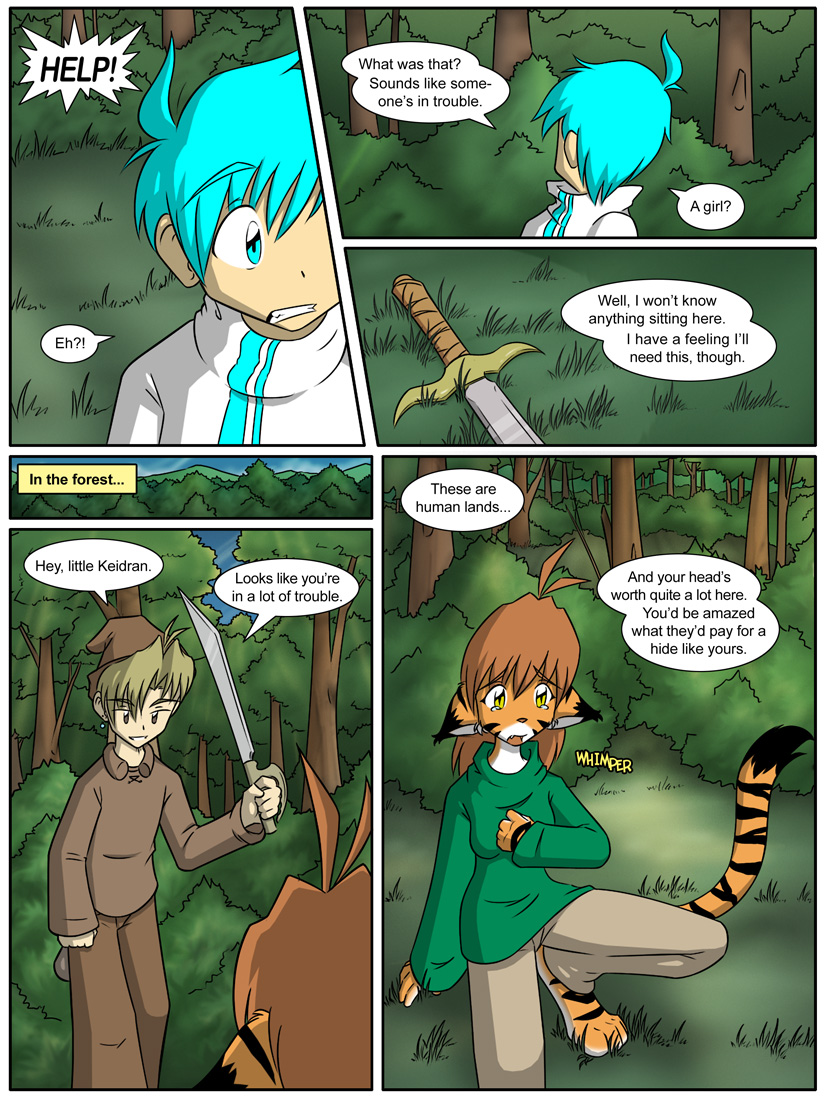 HELP!
Eh?!
What was that?
Sounds like some-
one's in trouble.
A girl?
Well, I won't know
anything sitting here.
I have a feeling I'll
need this, though.
In the forest...
Hey, little Keidran.
Looks like you're
in a lot of trouble.
These are
human lands...
And your head's
worth quite a lot here.
You'd be amazed
what they'd pay for a
hide like yours.
WHIMPER